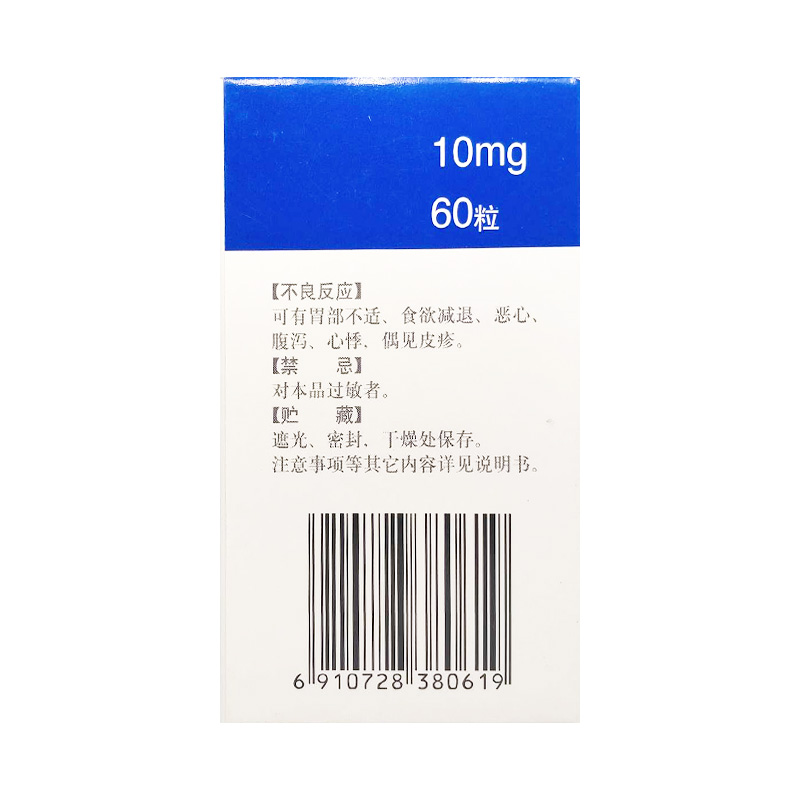 10mg
60粒
【不良反应】
可有胃部不适、食欲减退、恶心、
腹泻、心悸，偶见皮疹。
【禁　　忌】
对本品过敏者。
【贮　　藏】
遮光、密封，干燥处保存。
注意事项等其它内容详见说明书。
6 910728 380619